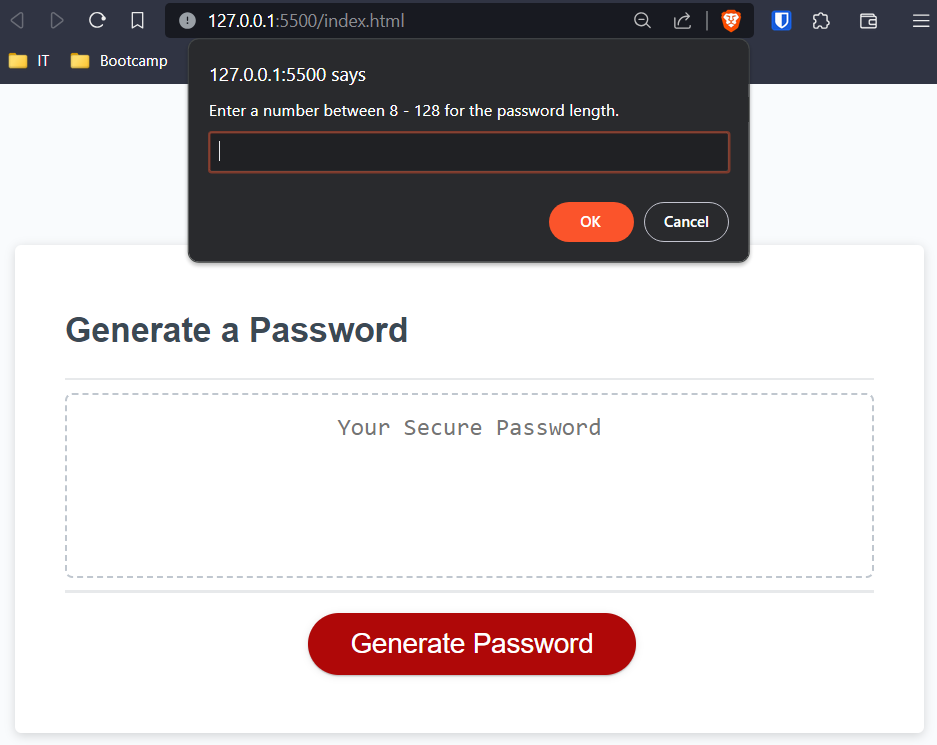 127.0.0.1:5500/index.html
IT Bootcamp
127.0.0.1:5500 says
Enter a number between 8 - 128 for the password length.
OK Cancel
Generate a Password
Your Secure Password
Generate Password